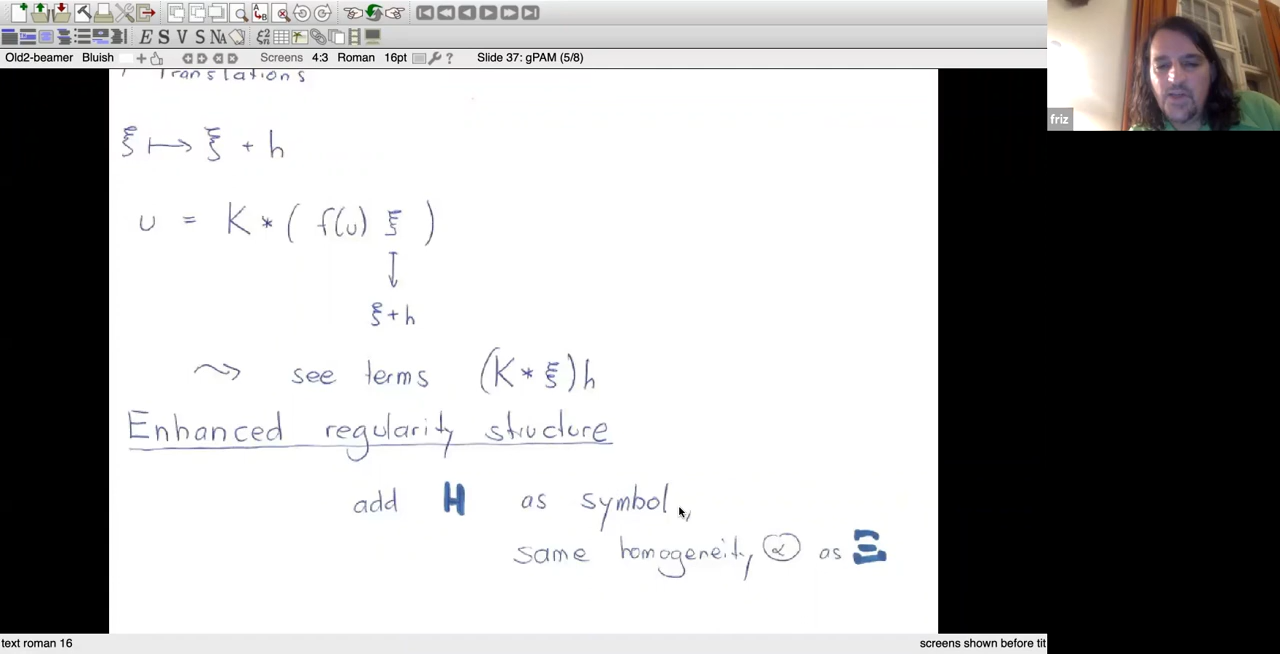 E S V S NA
Old2-beamer Bluish Screens 4:3 Roman 16pt Slide 37: gPAM (5/8)
friz
Translations
ξ ↦ ξ + h
u = K * ( f(u) ξ )
↓
ξ + h
⇝ see terms (K * ξ)h
Enhanced regularity structure
add H as symbol,
same homogeneity α as Ξ
text roman 16
screens shown before tit